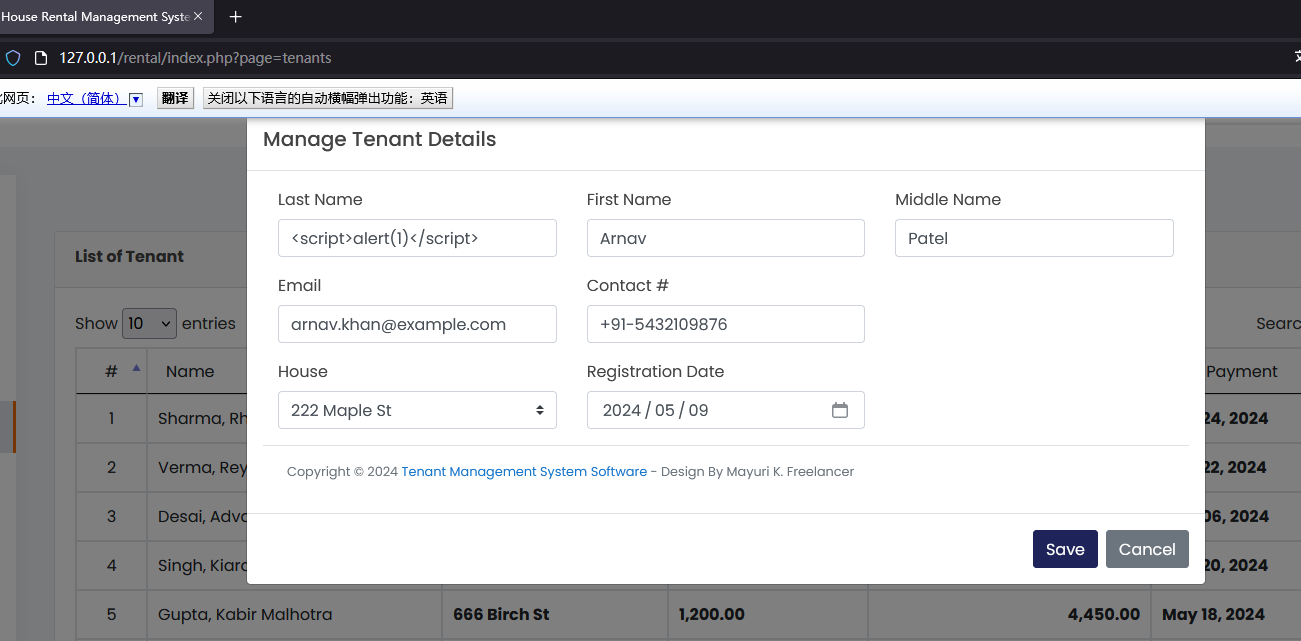 House Rental Management Syste
127.0.0.1/rental/index.php?page=tenants
网页： 中文（简体） 翻译 关闭以下语言的自动横幅弹出功能：英语
Manage Tenant Details
Last Name First Name Middle Name
<script>alert(1)</script> Arnav Patel
Email Contact #
arnav.khan@example.com +91-5432109876
House Registration Date
222 Maple St 2024 / 05 / 09
Copyright © 2024 Tenant Management System Software - Design By Mayuri K. Freelancer
Save Cancel
List of Tenant
Show 10 entries Searc
# Name Payment
1 Sharma, Rh 24, 2024
2 Verma, Rey 22, 2024
3 Desai, Adva 06, 2024
4 Singh, Kiara 20, 2024
5 Gupta, Kabir Malhotra 666 Birch St 1,200.00 4,450.00 May 18, 2024